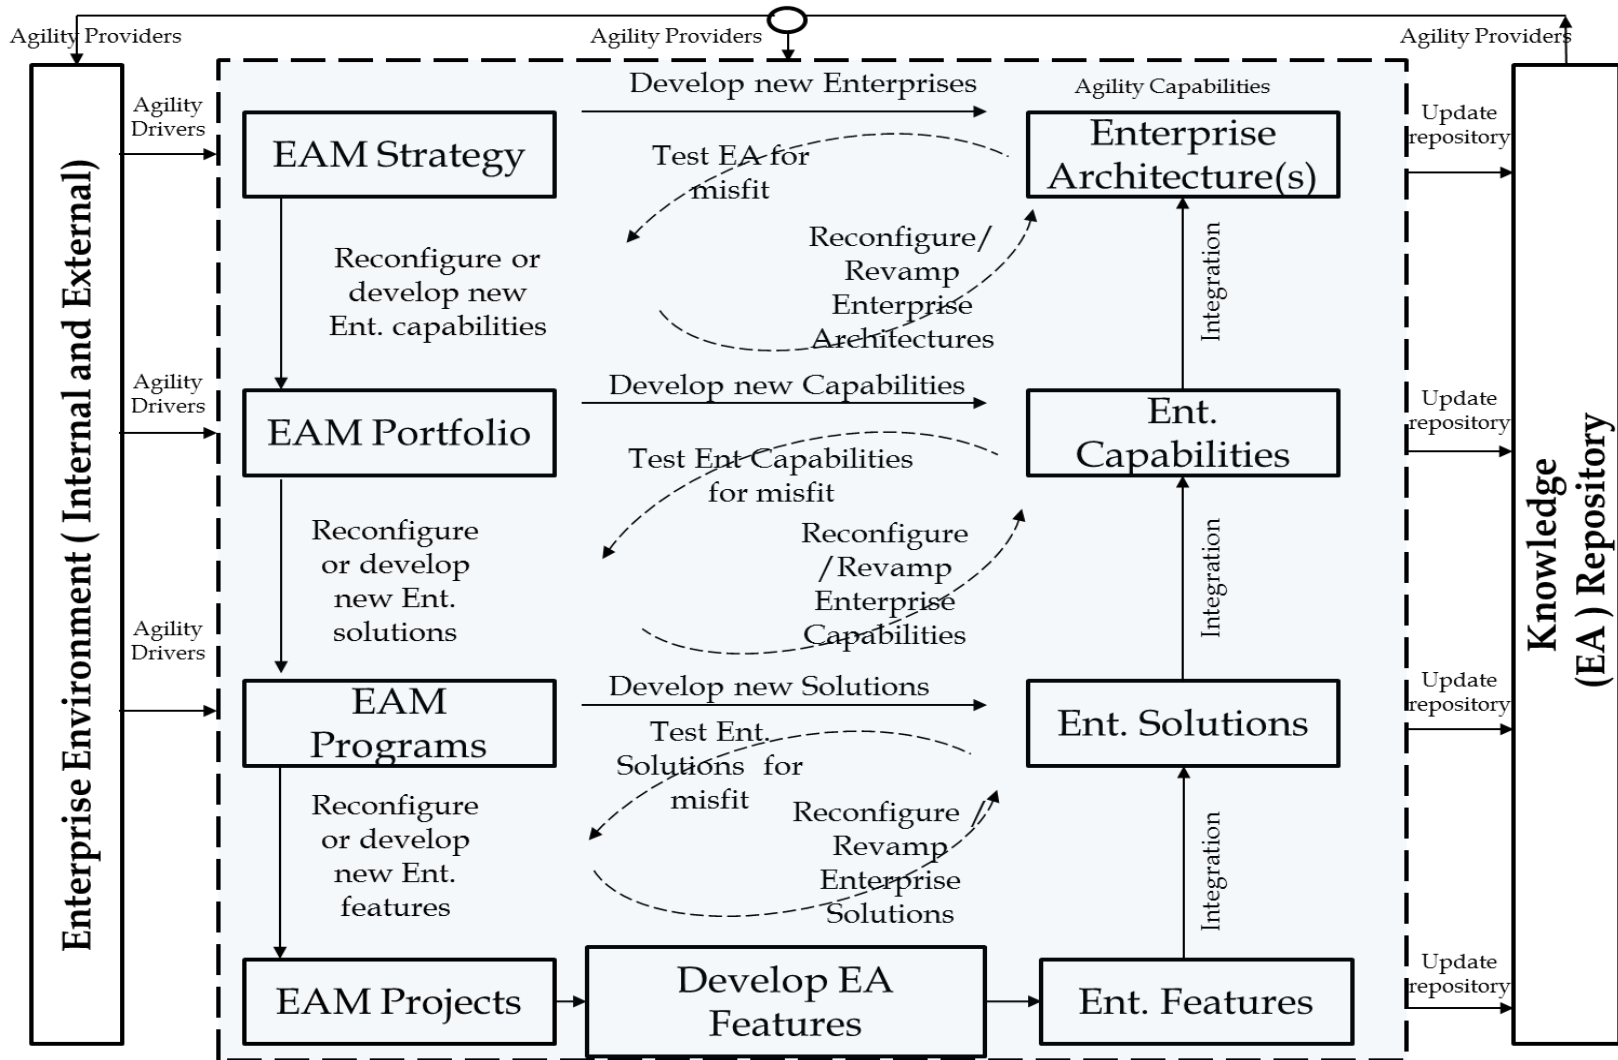 Agility Providers
Agility Providers
Agility Providers
Enterprise Environment ( Internal and External)
Agility
Drivers
Agility
Drivers
Agility
Drivers
Develop new Enterprises
Agility Capabilities
EAM Strategy
Enterprise
Architecture(s)
Test EA for
misfit
Reconfigure or
develop new
Ent. capabilities
Reconfigure/
Revamp
Enterprise
Architectures
Integration
Develop new Capabilities
EAM Portfolio
Ent.
Capabilities
Test Ent Capabilities
for misfit
Reconfigure
or develop
new Ent.
solutions
Reconfigure
/Revamp
Enterprise
Capabilities
Integration
Develop new Solutions
EAM
Programs
Ent. Solutions
Test Ent.
Solutions for
misfit
Reconfigure
or develop
new Ent.
features
Reconfigure /
Revamp
Enterprise
Solutions
Integration
EAM Projects
Develop EA
Features
Ent. Features
Update
repository
Update
repository
Update
repository
Update
repository
Knowledge
(EA ) Repository